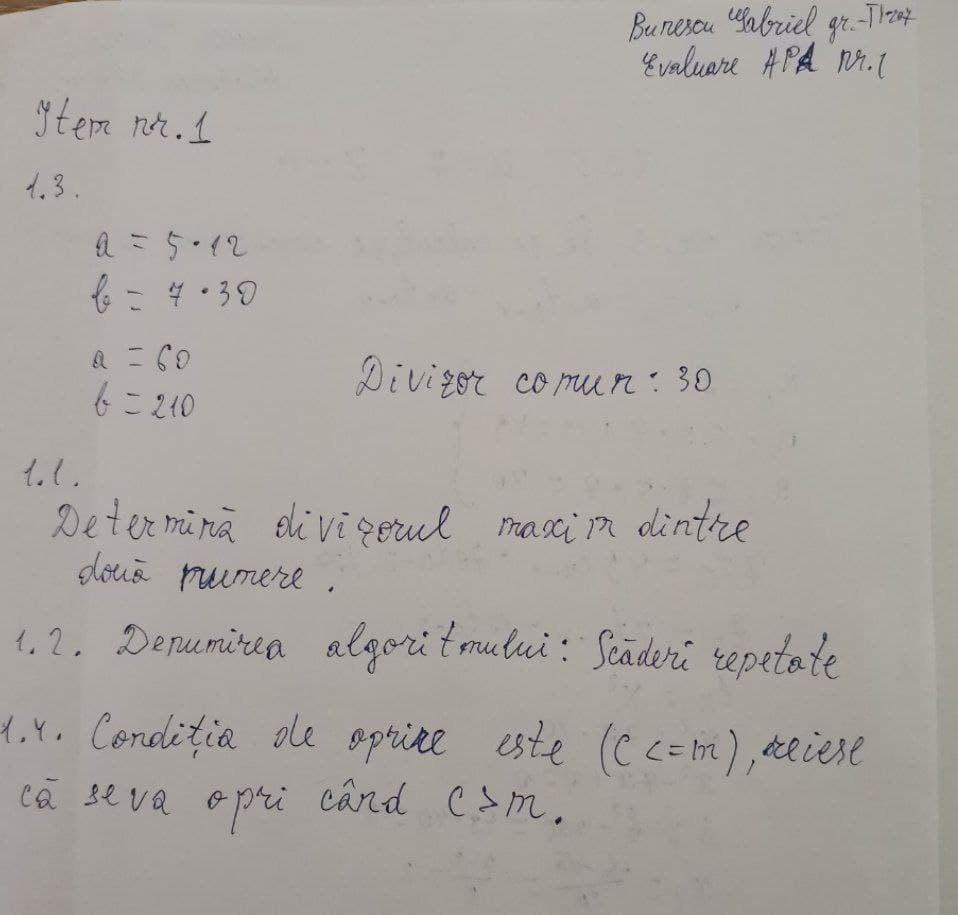 Bunescu Gabriel gr.-TI-207
Evaluare APA Nr.1
Item nr.1
1.3.
a = 5·12
b = 7·30
a = 60
b = 210
Divizor comun: 30
1.1.
Determină divizorul maxim dintre
două numere.
1.2. Denumirea algoritmului: Scăderi repetate
1.4. Condiția de oprire este (C <= m), reiese
că se va opri când C > m.